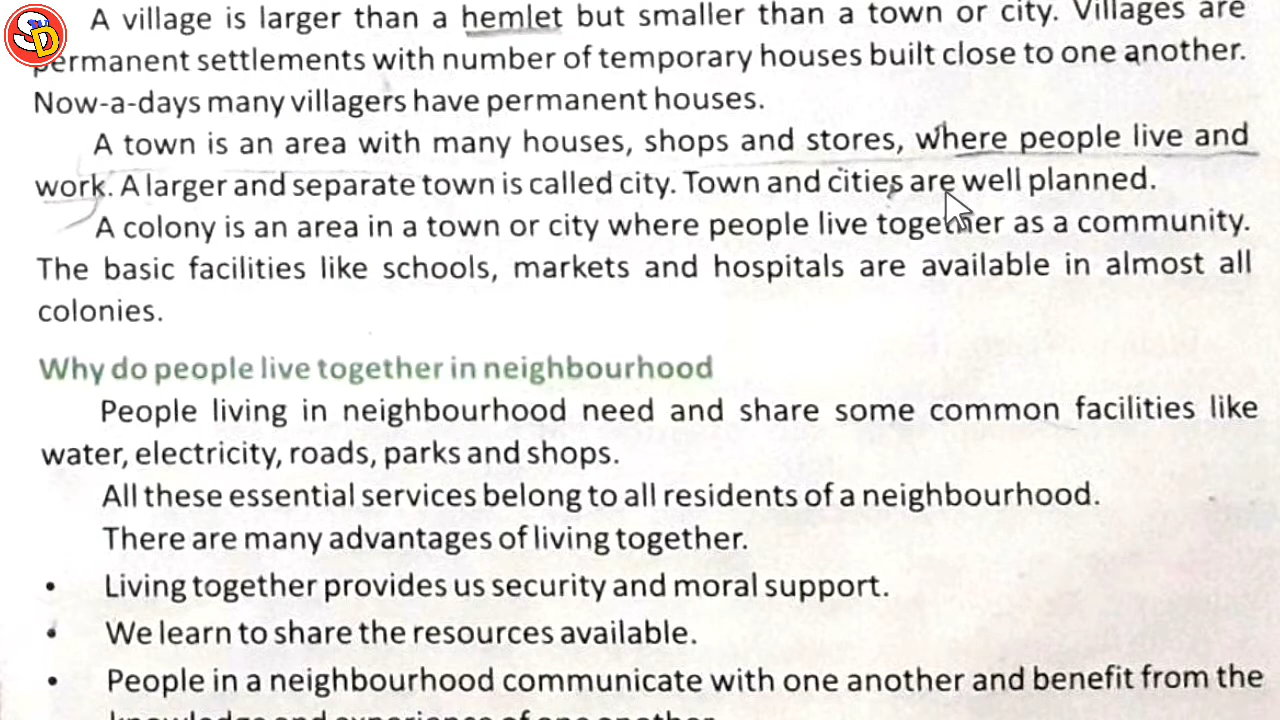 SD
A village is larger than a hemlet but smaller than a town or city. Villages are
permanent settlements with number of temporary houses built close to one another.
Now-a-days many villagers have permanent houses.
A town is an area with many houses, shops and stores, where people live and
work. A larger and separate town is called city. Town and cities are well planned.
A colony is an area in a town or city where people live together as a community.
The basic facilities like schools, markets and hospitals are available in almost all
colonies.
Why do people live together in neighbourhood
People living in neighbourhood need and share some common facilities like
water, electricity, roads, parks and shops.
All these essential services belong to all residents of a neighbourhood.
There are many advantages of living together.
• Living together provides us security and moral support.
• We learn to share the resources available.
• People in a neighbourhood communicate with one another and benefit from the
knowledge and experience of one another.